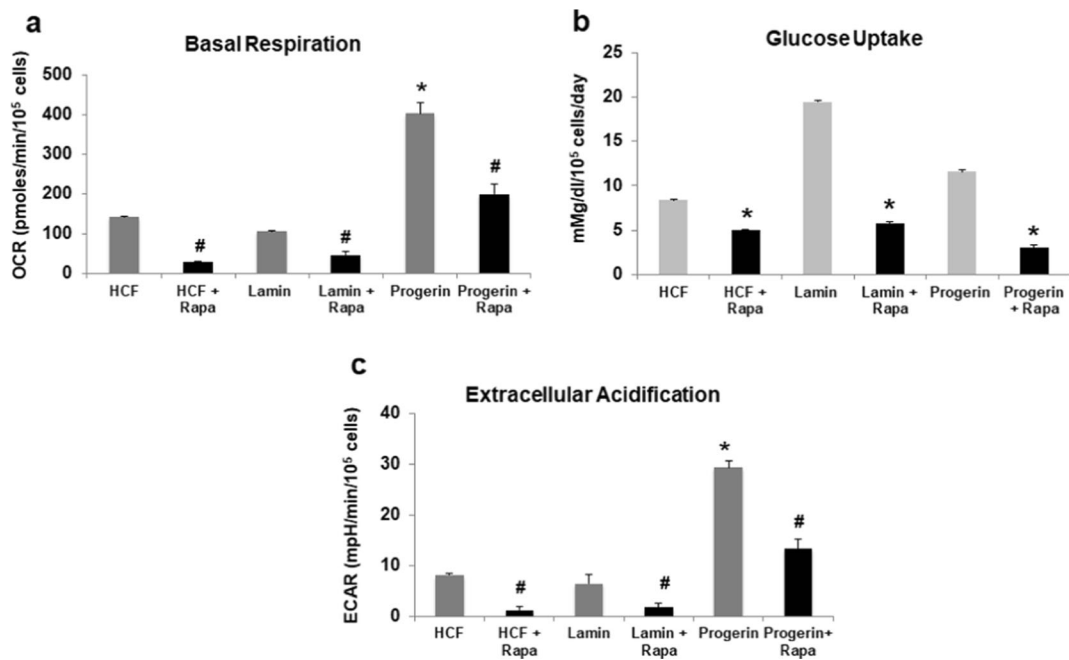 a
Basal Respiration
OCR (pmoles/min/10⁵ cells)
500
400
300
200
100
0
#
#
*
#
HCF
HCF +
Rapa
Lamin
Lamin +
Rapa
Progerin
Progerin +
Rapa
b
Glucose Uptake
mMg/dl/10⁵ cells/day
25
20
15
10
5
0
*
*
*
HCF
HCF +
Rapa
Lamin
Lamin +
Rapa
Progerin
Progerin
+ Rapa
c
Extracellular Acidification
ECAR (mpH/min/10⁵ cells)
40
30
20
10
0
#
#
*
#
HCF
HCF +
Rapa
Lamin
Lamin +
Rapa
Progerin
Progerin+
Rapa